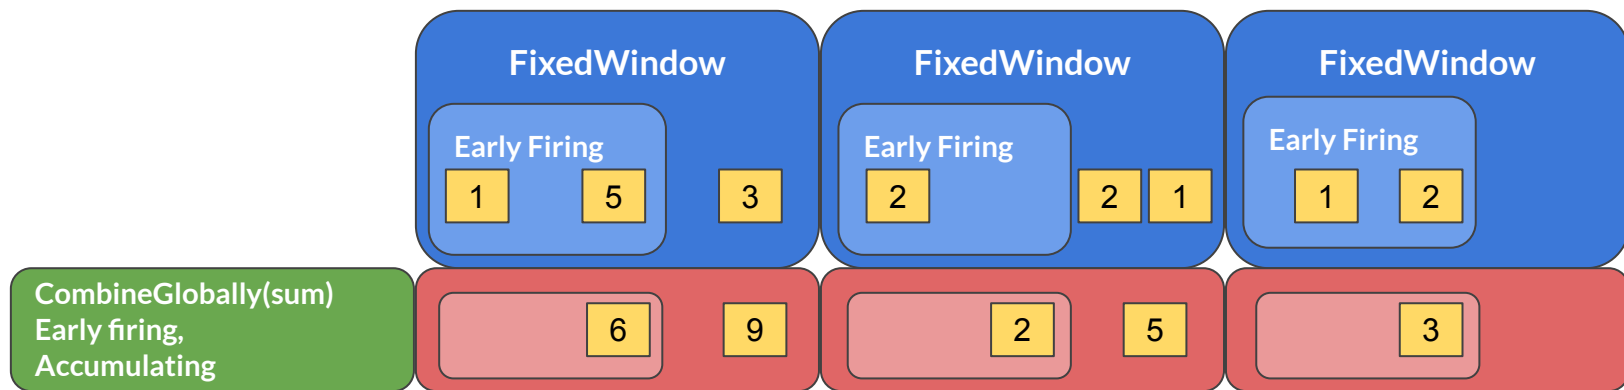 FixedWindow FixedWindow FixedWindow
Early Firing Early Firing Early Firing
1 5 3 2 2 1 1 2
CombineGlobally(sum)
Early firing,
Accumulating
6 9 2 5 3